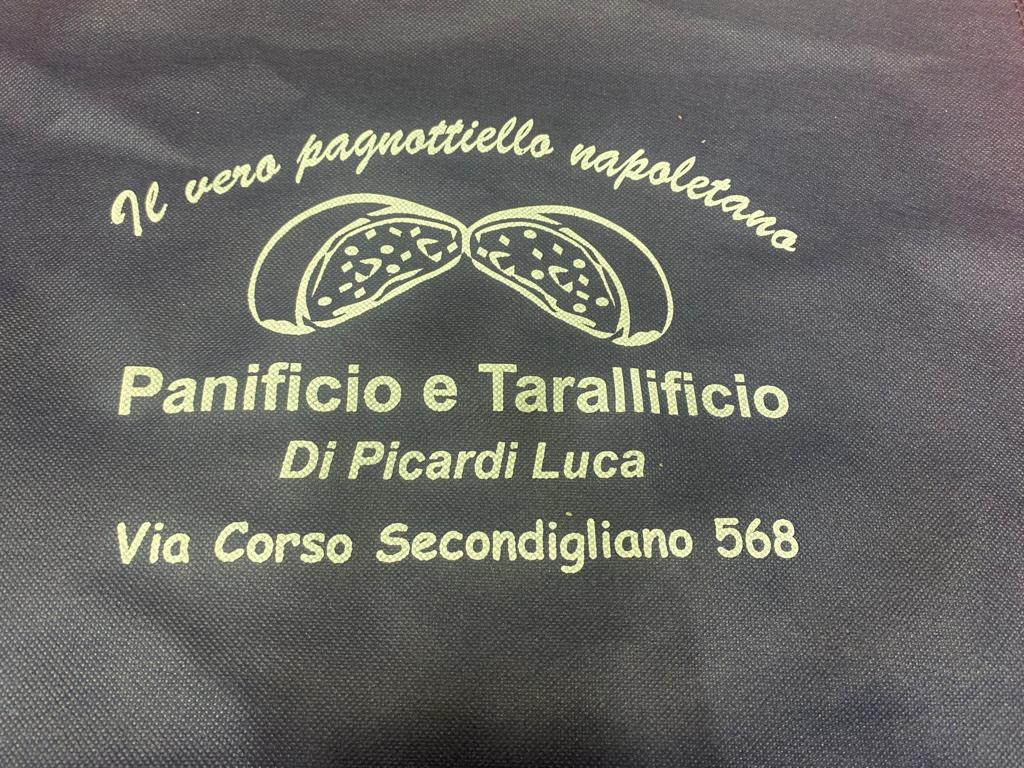 Il vero pagnottiello napoletano
Panificio e Tarallificio
Di Picardi Luca
Via Corso Secondigliano 568